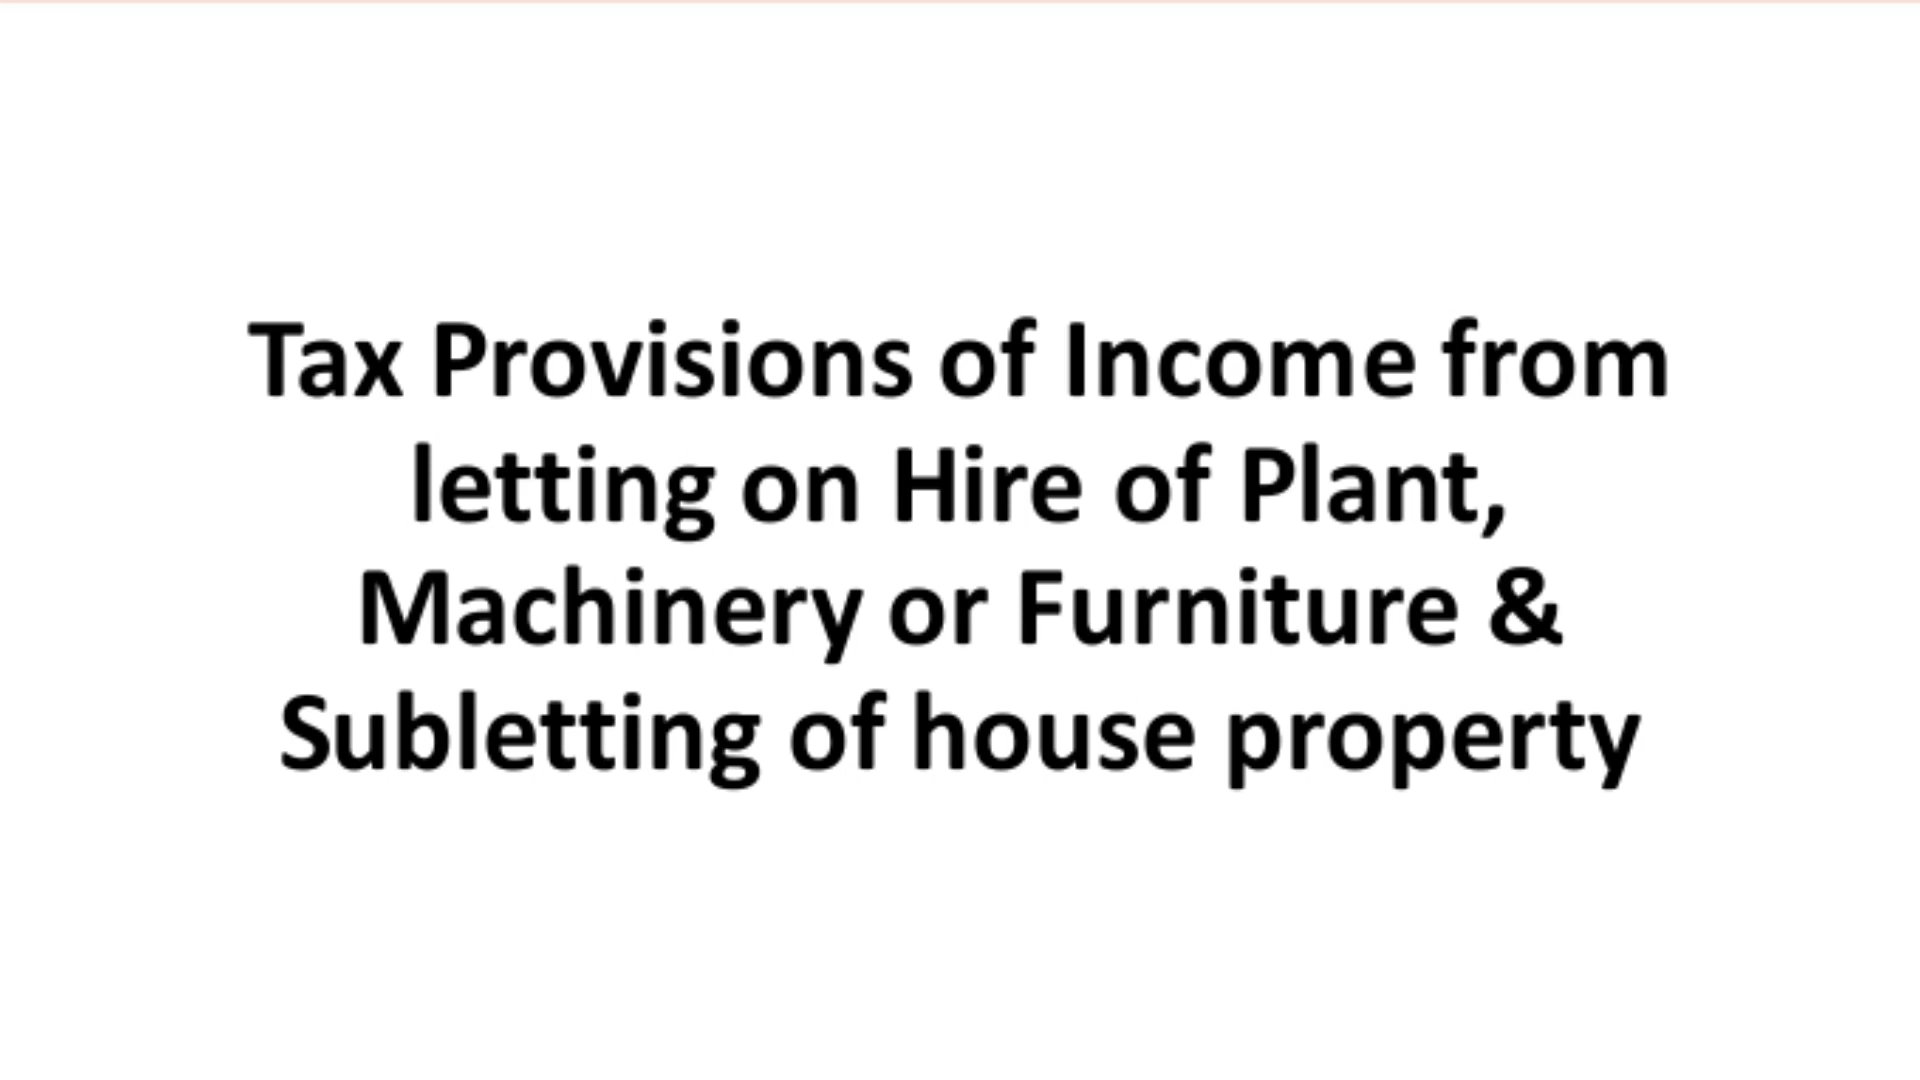 Tax Provisions of Income from
letting on Hire of Plant,
Machinery or Furniture &
Subletting of house property